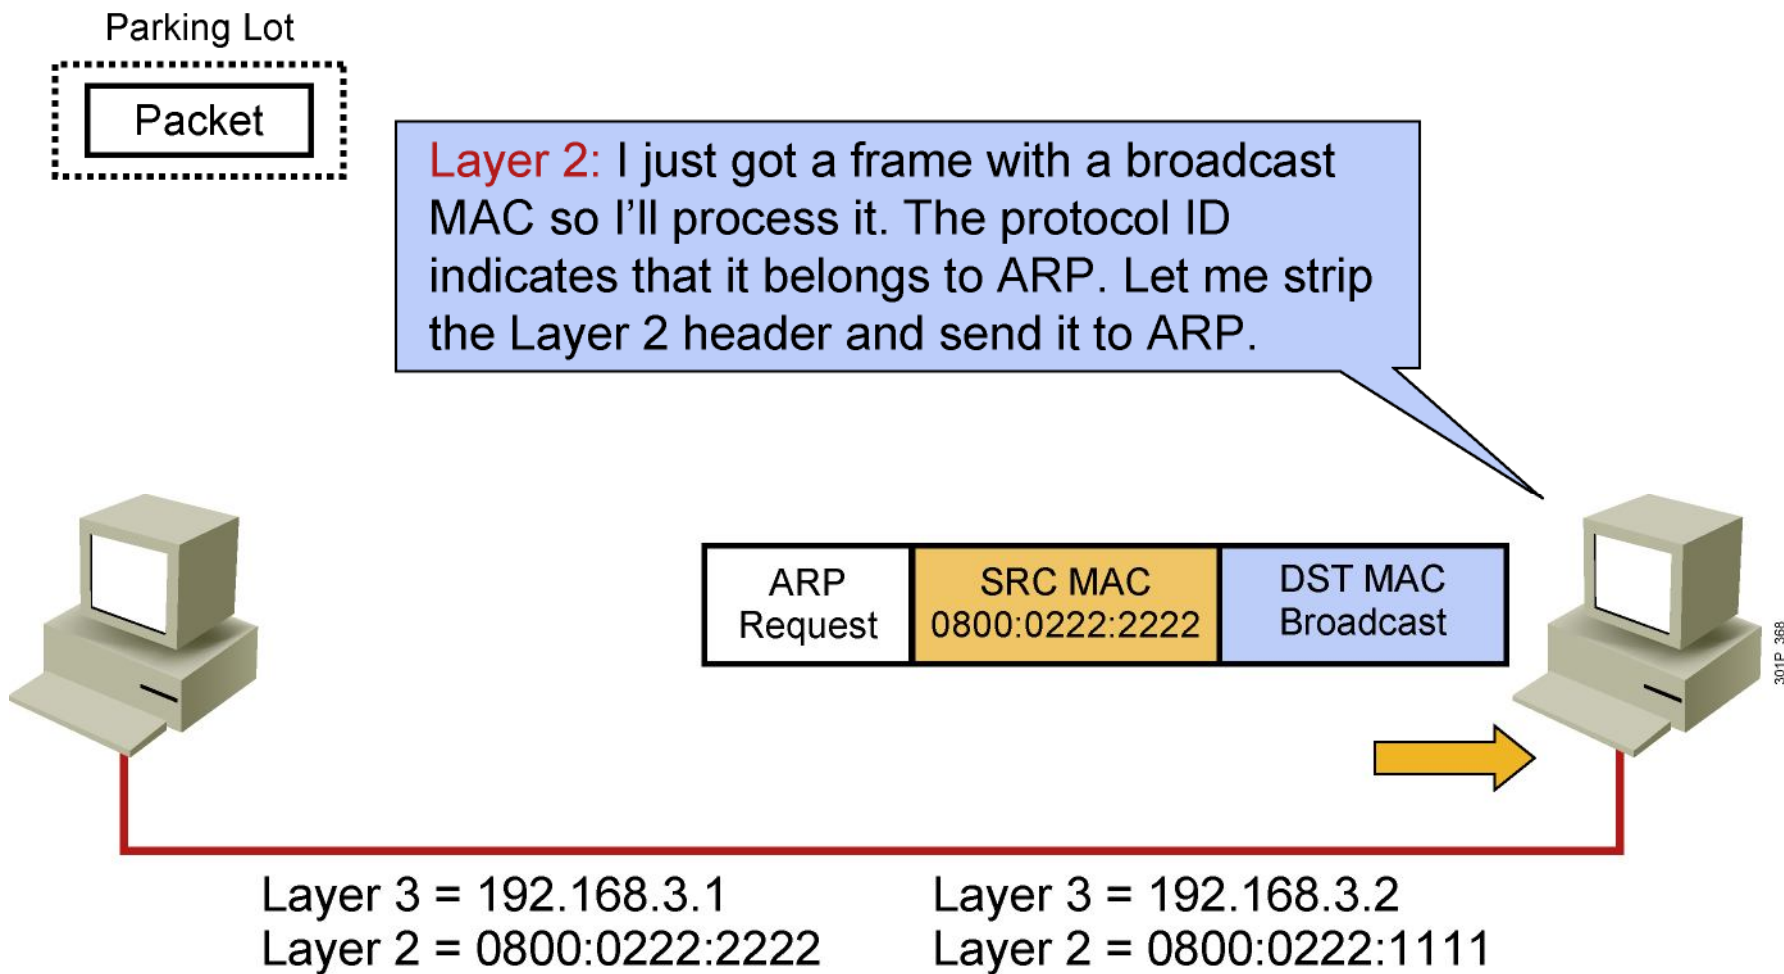 Parking Lot
Packet
Layer 2: I just got a frame with a broadcast
MAC so I'll process it. The protocol ID
indicates that it belongs to ARP. Let me strip
the Layer 2 header and send it to ARP.
ARP
Request
SRC MAC
0800:0222:2222
DST MAC
Broadcast
301P_368
Layer 3 = 192.168.3.1
Layer 2 = 0800:0222:2222
Layer 3 = 192.168.3.2
Layer 2 = 0800:0222:1111